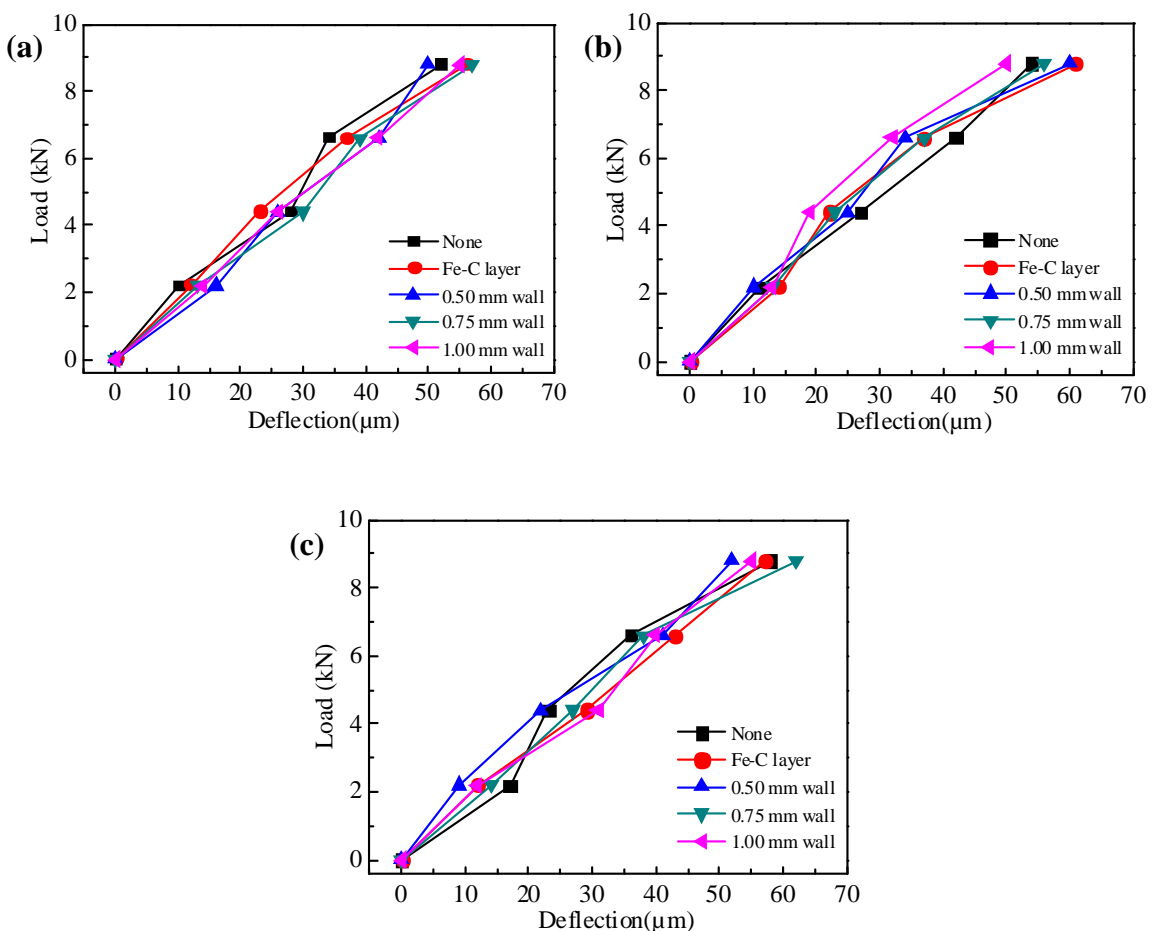 (a)
10
8
6
4
2
0
Load (kN)
None
Fe-C layer
0.50 mm wall
0.75 mm wall
1.00 mm wall
0 10 20 30 40 50 60 70
Deflection(μm)
(b)
10
8
6
4
2
0
Load (kN)
None
Fe-C layer
0.50 mm wall
0.75 mm wall
1.00 mm wall
0 10 20 30 40 50 60 70
Deflection(μm)
(c)
10
8
6
4
2
0
Load (kN)
None
Fe-C layer
0.50 mm wall
0.75 mm wall
1.00 mm wall
0 10 20 30 40 50 60 70
Deflection(μm)